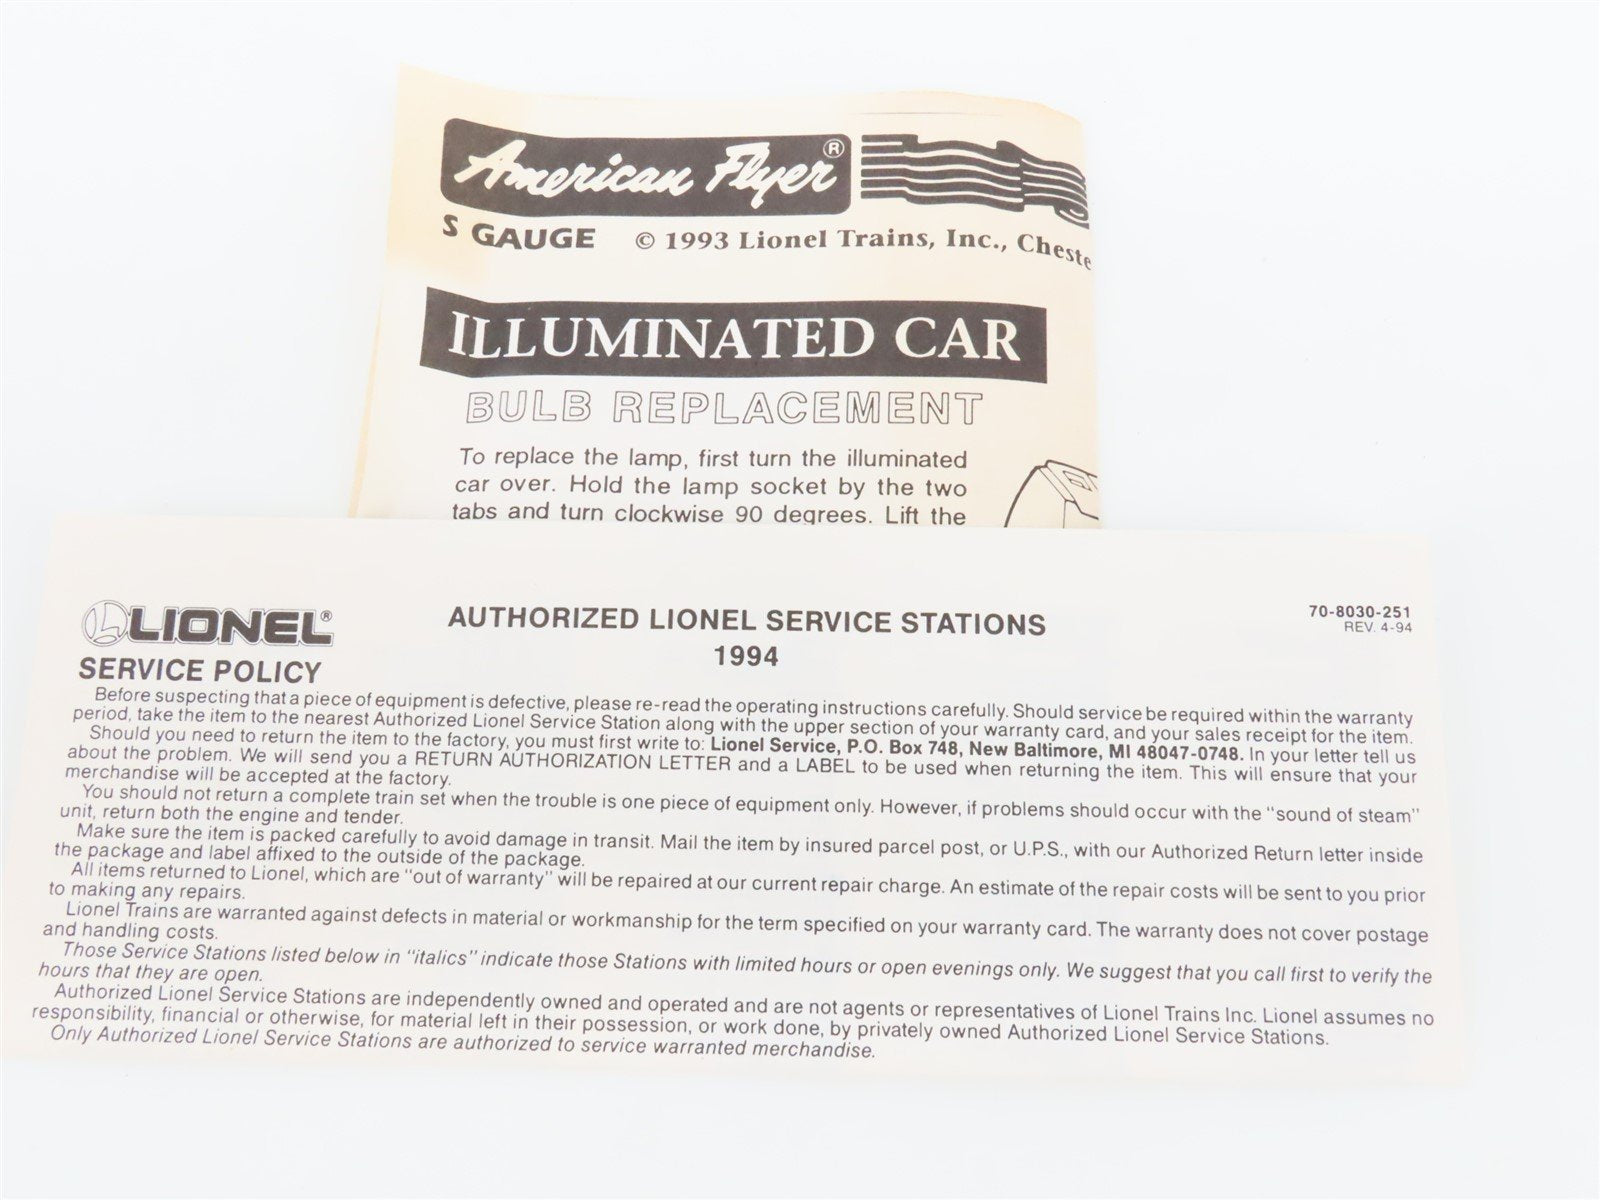 American Flyer®
S GAUGE © 1993 Lionel Trains, Inc., Cheste
ILLUMINATED CAR
BULB REPLACEMENT
To replace the lamp, first turn the illuminated
car over. Hold the lamp socket by the two
tabs and turn clockwise 90 degrees. Lift the
LIONEL®
SERVICE POLICY
AUTHORIZED LIONEL SERVICE STATIONS
1994
70-8030-251
REV. 4-94
Before suspecting that a piece of equipment is defective, please re-read the operating instructions carefully. Should service be required within the warranty
period, take the item to the nearest Authorized Lionel Service Station along with the upper section of your warranty card, and your sales receipt for the item.
Should you need to return the item to the factory, you must first write to: Lionel Service, P.O. Box 748, New Baltimore, MI 48047-0748. In your letter tell us
about the problem. We will send you a RETURN AUTHORIZATION LETTER and a LABEL to be used when returning the item. This will ensure that your
merchandise will be accepted at the factory.
You should not return a complete train set when the trouble is one piece of equipment only. However, if problems should occur with the "sound of steam"
unit, return both the engine and tender.
Make sure the item is packed carefully to avoid damage in transit. Mail the item by insured parcel post, or U.P.S., with our Authorized Return letter inside
the package and label affixed to the outside of the package.
All items returned to Lionel, which are "out of warranty" will be repaired at our current repair charge. An estimate of the repair costs will be sent to you prior
to making any repairs.
Lionel Trains are warranted against defects in material or workmanship for the term specified on your warranty card. The warranty does not cover postage
and handling costs.
Those Service Stations listed below in "italics" indicate those Stations with limited hours or open evenings only. We suggest that you call first to verify the
hours that they are open.
Authorized Lionel Service Stations are independently owned and operated and are not agents or representatives of Lionel Trains Inc. Lionel assumes no
responsibility, financial or otherwise, for material left in their possession, or work done, by privately owned Authorized Lionel Service Stations.
Only Authorized Lionel Service Stations are authorized to service warranted merchandise.